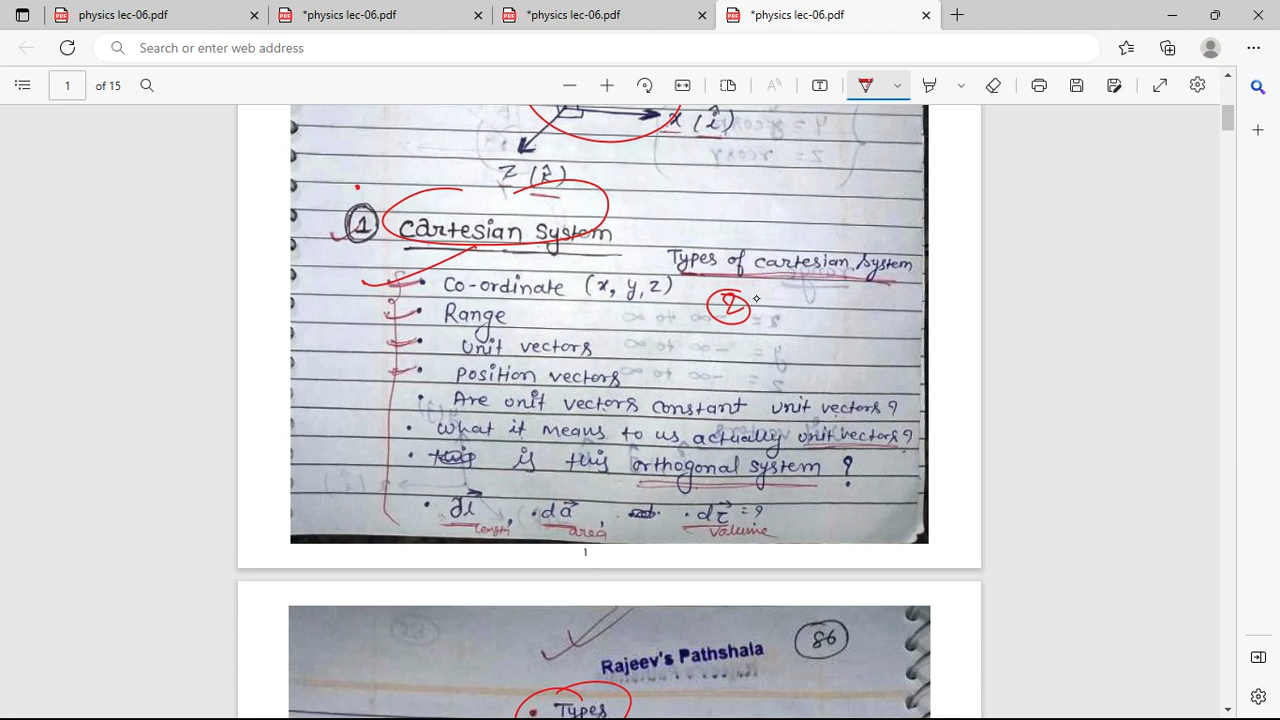 physics lec-06.pdf
*physics lec-06.pdf
*physics lec-06.pdf
*physics lec-06.pdf
Search or enter web address
1 of 15
x (î)
z (k̂)
① Cartesian System
Types of cartesian System
2
• Co-ordinate (x, y, z)
• Range
• Unit vectors
• Position vectors
• Are unit vectors constant unit vectors?
• What it means to us actually unit vectors?
• is this orthogonal system ?
• dl⃗, • da⃗, • dτ⃗ = ?
length area volume
1
86
Rajeev's Pathshala
• Types